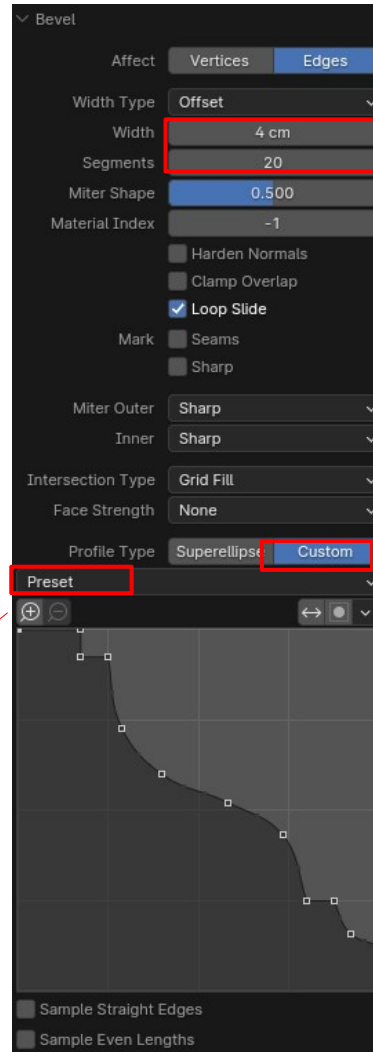 Bevel
Affect Vertices Edges
Width Type Offset
Width 4 cm
Segments 20
Miter Shape 0.500
Material Index -1
Harden Normals
Clamp Overlap
Loop Slide
Mark Seams
Sharp
Miter Outer Sharp
Inner Sharp
Intersection Type Grid Fill
Face Strength None
Profile Type Superellipse Custom
Preset
Sample Straight Edges
Sample Even Lengths